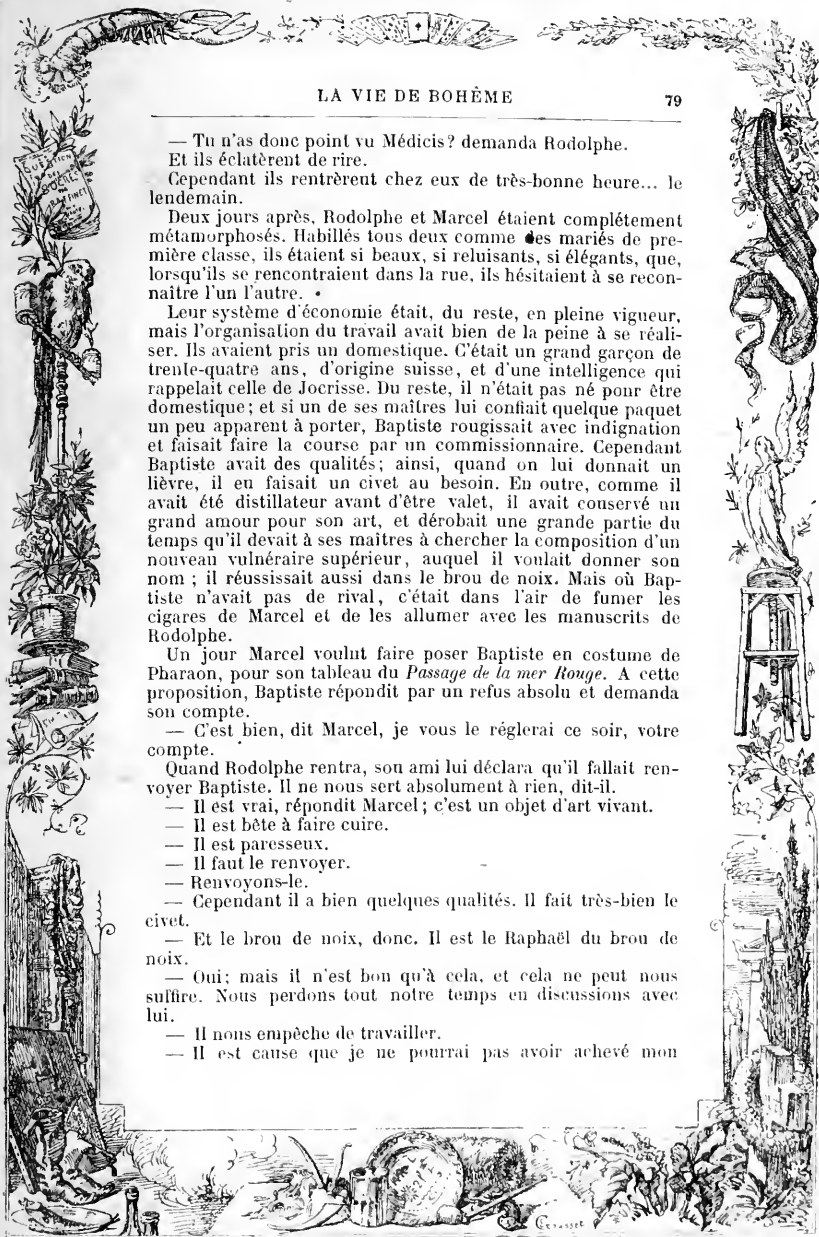 LA VIE DE BOHÊME 79
— Tu n'as donc point vu Médicis? demanda Rodolphe.
Et ils éclatèrent de rire.
Cependant ils rentrèrent chez eux de très-bonne heure... le
lendemain.
Deux jours après, Rodolphe et Marcel étaient complétement
métamorphosés. Habillés tous deux comme des mariés de pre-
mière classe, ils étaient si beaux, si reluisants, si élégants, que,
lorsqu'ils se rencontraient dans la rue, ils hésitaient à se recon-
naître l'un l'autre.
Leur système d'économie était, du reste, en pleine vigueur,
mais l'organisation du travail avait bien de la peine à se réali-
ser. Ils avaient pris un domestique. C'était un grand garçon de
trente-quatre ans, d'origine suisse, et d'une intelligence qui
rappelait celle de Jocrisse. Du reste, il n'était pas né pour être
domestique; et si un de ses maîtres lui confiait quelque paquet
un peu apparent à porter, Baptiste rougissait avec indignation
et faisait faire la course par un commissionnaire. Cependant
Baptiste avait des qualités; ainsi, quand on lui donnait un
lièvre, il en faisait un civet au besoin. En outre, comme il
avait été distillateur avant d'être valet, il avait conservé un
grand amour pour son art, et dérobait une grande partie du
temps qu'il devait à ses maîtres à chercher la composition d'un
nouveau vulnéraire supérieur, auquel il voulait donner son
nom ; il réussissait aussi dans le brou de noix. Mais où Bap-
tiste n'avait pas de rival, c'était dans l'air de fumer les
cigares de Marcel et de les allumer avec les manuscrits de
Rodolphe.
Un jour Marcel voulut faire poser Baptiste en costume de
Pharaon, pour son tableau du Passage de la mer Rouge. A cette
proposition, Baptiste répondit par un refus absolu et demanda
son compte.
— C'est bien, dit Marcel, je vous le réglerai ce soir, votre
compte.
Quand Rodolphe rentra, son ami lui déclara qu'il fallait ren-
voyer Baptiste. Il ne nous sert absolument à rien, dit-il.
— Il est vrai, répondit Marcel ; c'est un objet d'art vivant.
— Il est bête à faire cuire.
— Il est paresseux.
— Il faut le renvoyer.
— Renvoyons-le.
— Cependant il a bien quelques qualités. Il fait très-bien le
civet.
— Et le brou de noix, donc. Il est le Raphaël du brou de
noix.
— Oui; mais il n'est bon qu'à cela, et cela ne peut nous
suffire. Nous perdons tout notre temps en discussions avec
lui.
— Il nous empêche de travailler.
— Il est cause que je ne pourrai pas avoir achevé mon